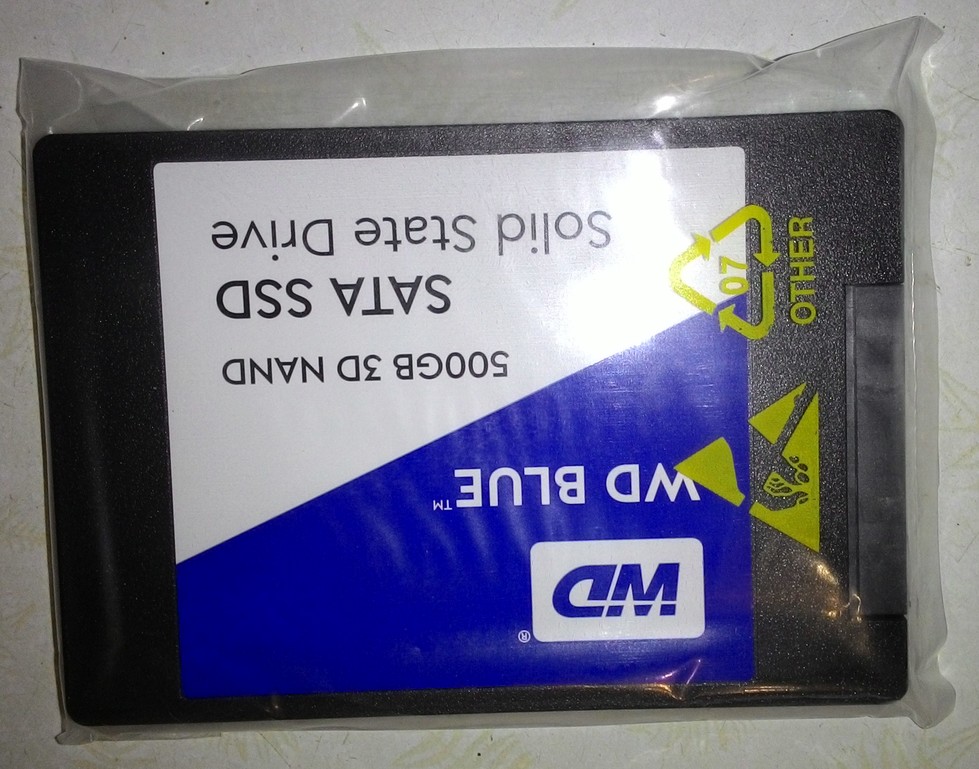 WD®
WD BLUE™
500GB 3D NAND
SATA SSD
Solid State Drive
07
OTHER